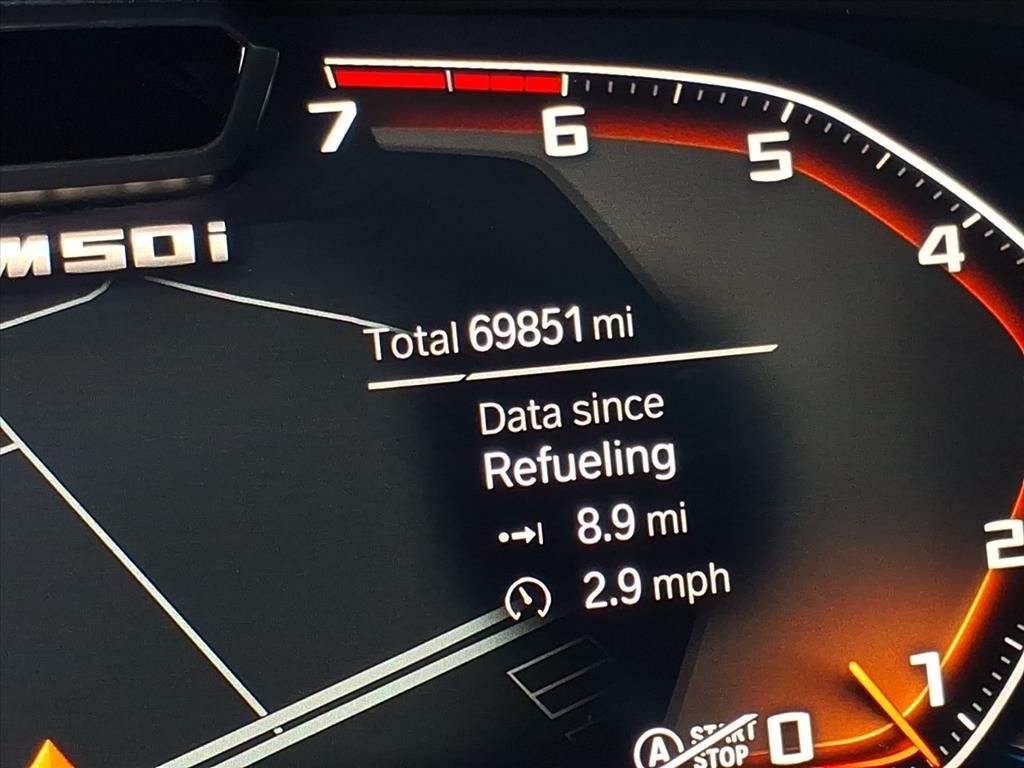 7
6
5
4
M50i
Total 69851 mi
Data since
Refueling
8.9 mi
2
2.9 mph
1
0
A START
STOP